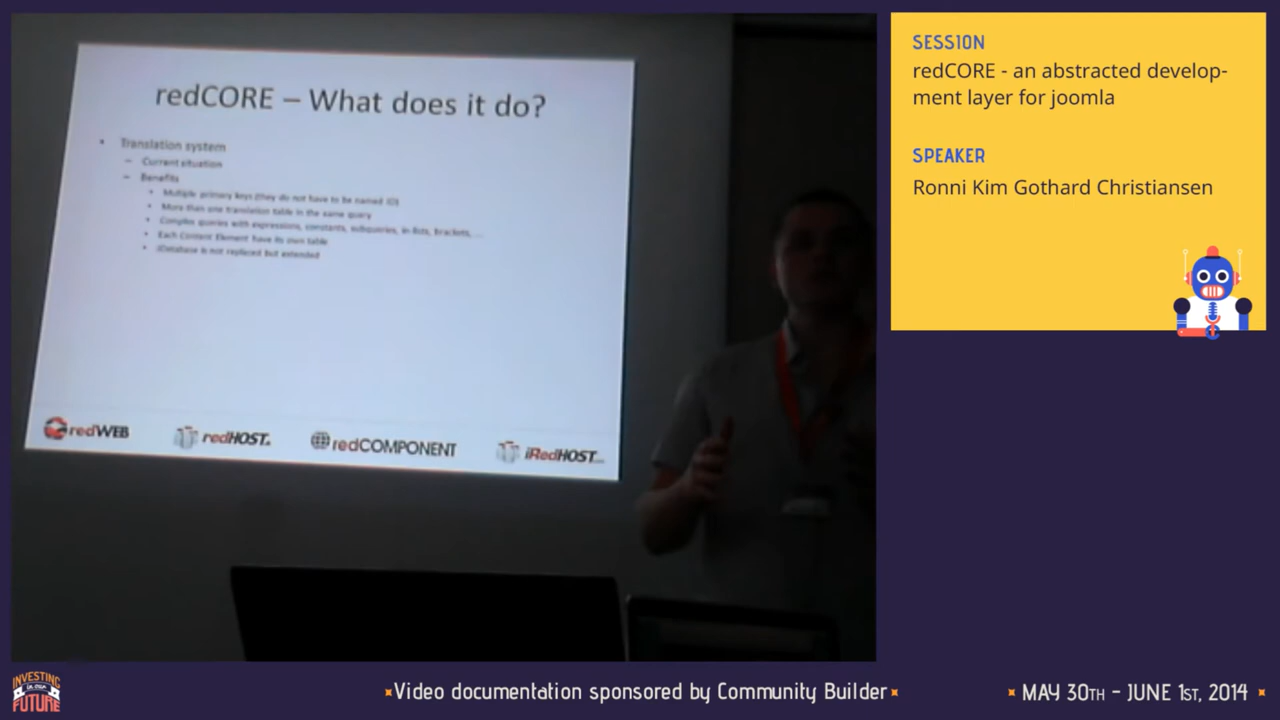 redCORE – What does it do?
• Translation system
– Current situation
– Benefits
• Multiple primary keys (they do not have to be named ID)
• More than one translation table in the same query
• Complex queries with expressions, constants, subqueries, in-lists, brackets, ...
• Each Content Element have its own table
• JDatabase is not replaced but extended
redWEB
redHOST.
redCOMPONENT
iRedHOST...
SESSION
redCORE - an abstracted develop-
ment layer for joomla
SPEAKER
Ronni Kim Gothard Christiansen
INVESTING
IN OUR
FUTURE
Video documentation sponsored by Community Builder
MAY 30TH - JUNE 1ST, 2014